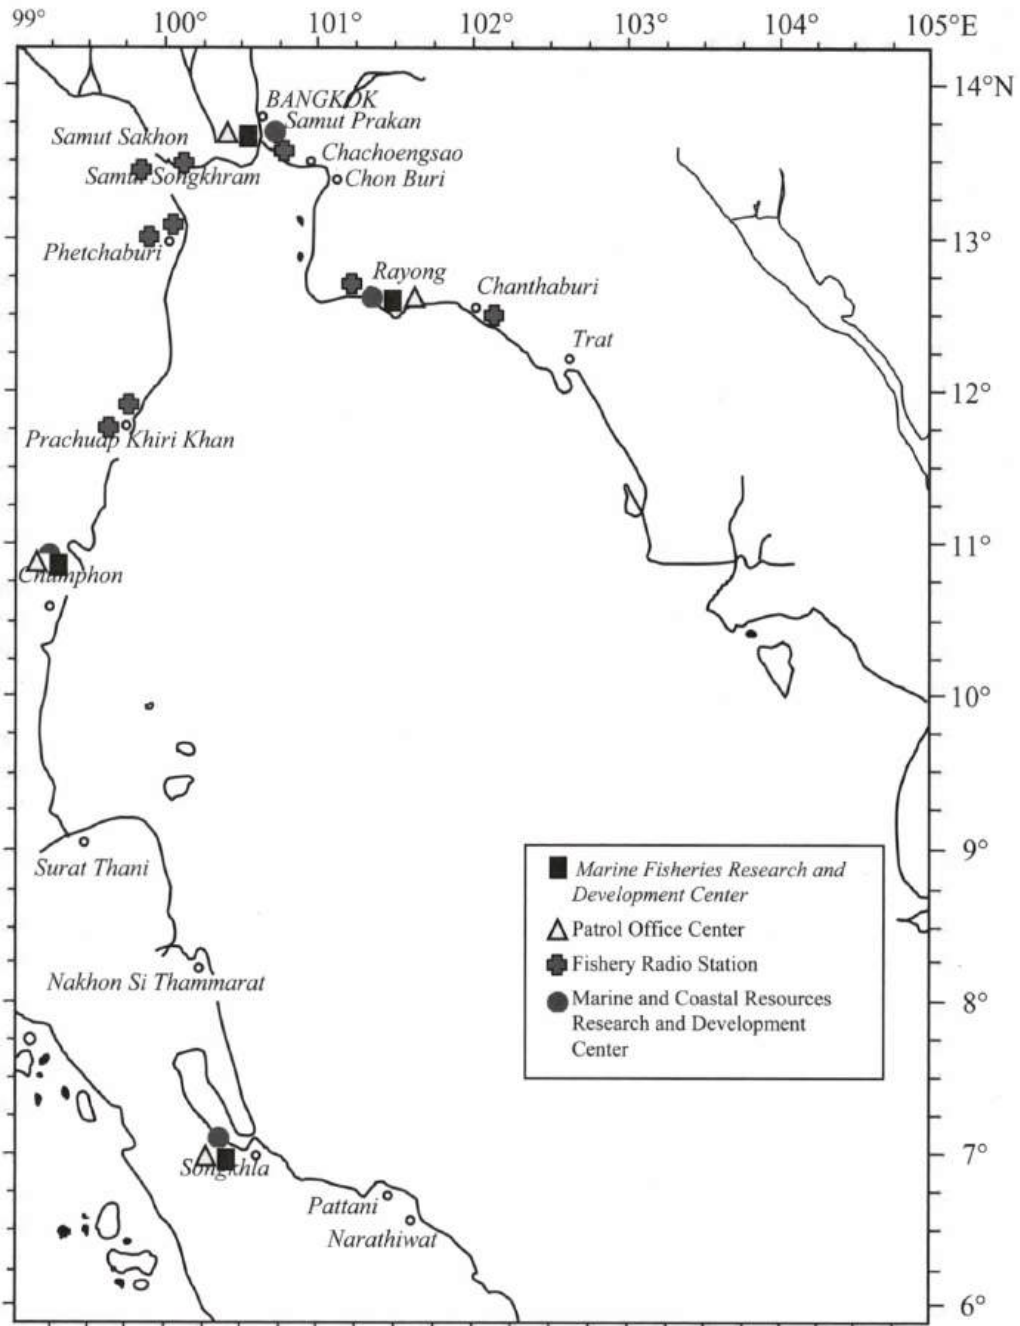 99° 100° 101° 102° 103° 104° 105°E
14°N
BANGKOK
Samut Prakan
Samut Sakhon
Chachoengsao
Samut Songkhram
Chon Buri
13°
Phetchaburi
Rayong
Chanthaburi
Trat
12°
Prachuap Khiri Khan
11°
Chumphon
10°
9°
Surat Thani
Marine Fisheries Research and
Development Center
Patrol Office Center
Fishery Radio Station
Marine and Coastal Resources
Research and Development
Center
Nakhon Si Thammarat
8°
7°
Songkhla
Pattani
Narathiwat
6°